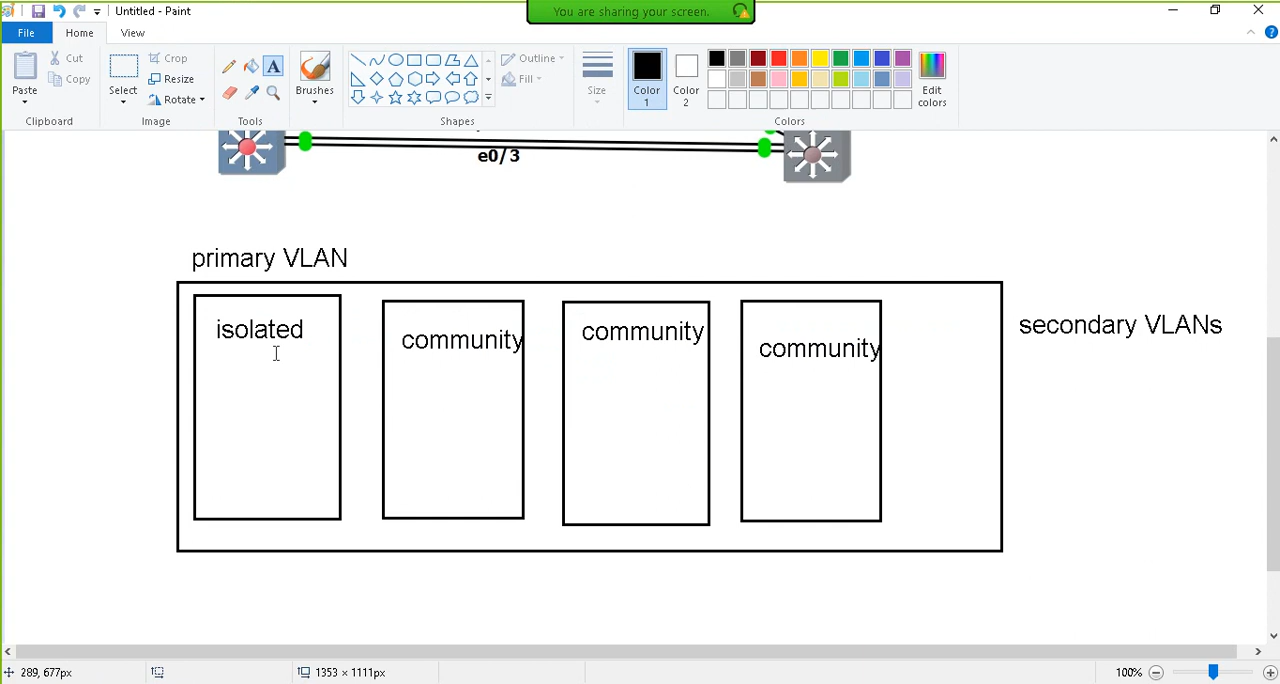 Untitled - Paint
You are sharing your screen.
File
Home
View
Paste
Cut
Copy
Clipboard
Select
Crop
Resize
Rotate
Image
A
Tools
Brushes
Shapes
Outline
Fill
Size
Color
1
Color
2
Edit
colors
Colors
e0/3
primary VLAN
isolated
community
community
community
secondary VLANs
289, 677px
1353 × 1111px
100%